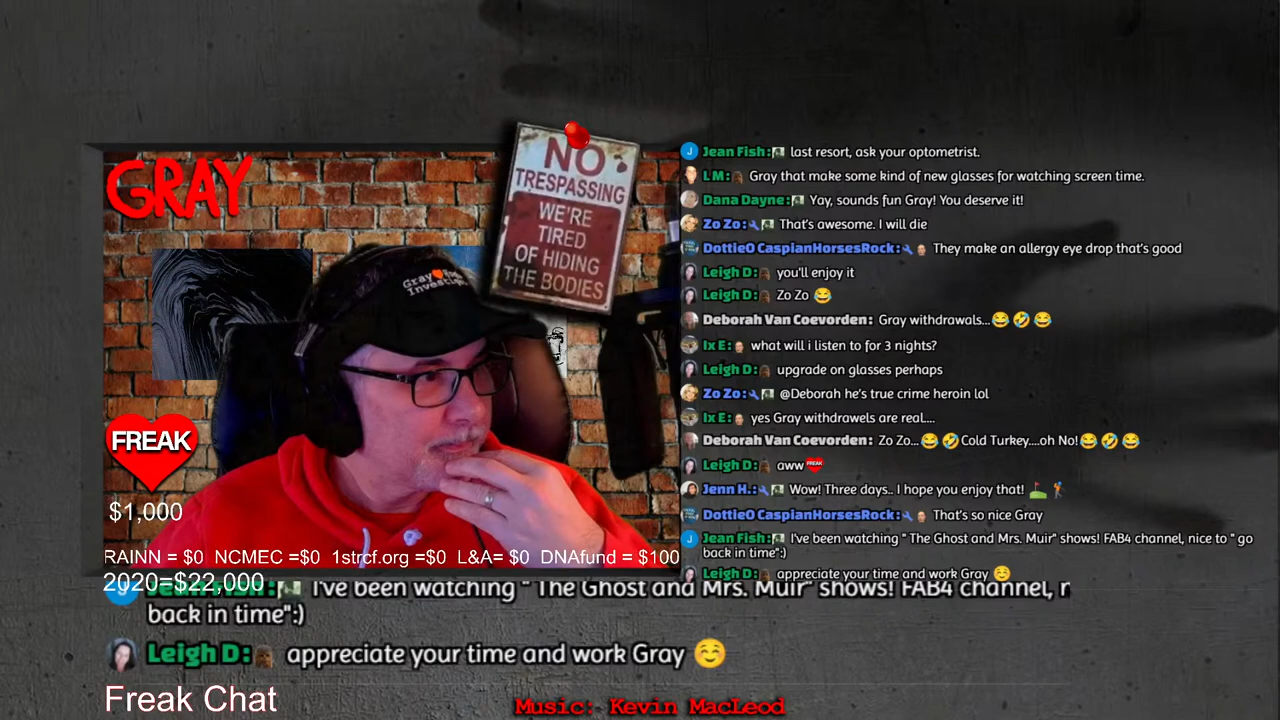 GRAY
NO
TRESPASSING
WE'RE
TIRED
OF HIDING
THE BODIES
Gray
Investig
FREAK
$1,000
RAINN = $0 NCMEC =$0 1strcf.org =$0 L&A= $0 DNAfund = $100
2020=$22,000
Jean Fish: last resort, ask your optometrist.
LM: Gray that make some kind of new glasses for watching screen time.
Dana Dayne: Yay, sounds fun Gray! You deserve it!
Zo Zo: That's awesome. I will die
DottieO CaspianHorsesRock: They make an allergy eye drop that's good
Leigh D: you'll enjoy it
Leigh D: Zo Zo 😂
Deborah Van Coevorden: Gray withdrawals...😂🤣😂
Ix E: what will i listen to for 3 nights?
Leigh D: upgrade on glasses perhaps
Zo Zo: @Deborah he's true crime heroin lol
Ix E: yes Gray withdrawels are real....
Deborah Van Coevorden: Zo Zo...😂🤣Cold Turkey....oh No!😂🤣😂
Leigh D: aww FREAK
Jenn H.: Wow! Three days.. I hope you enjoy that! ⛳🏌
DottieO CaspianHorsesRock: That's so nice Gray
Jean Fish: I've been watching " The Ghost and Mrs. Muir" shows! FAB4 channel, nice to " go
back in time":)
Leigh D: appreciate your time and work Gray ☺
Jean Fish: I've been watching " The Ghost and Mrs. Muir" shows! FAB4 channel,
back in time":)
Leigh D: appreciate your time and work Gray ☺
Freak Chat
Music: Kevin MacLeod